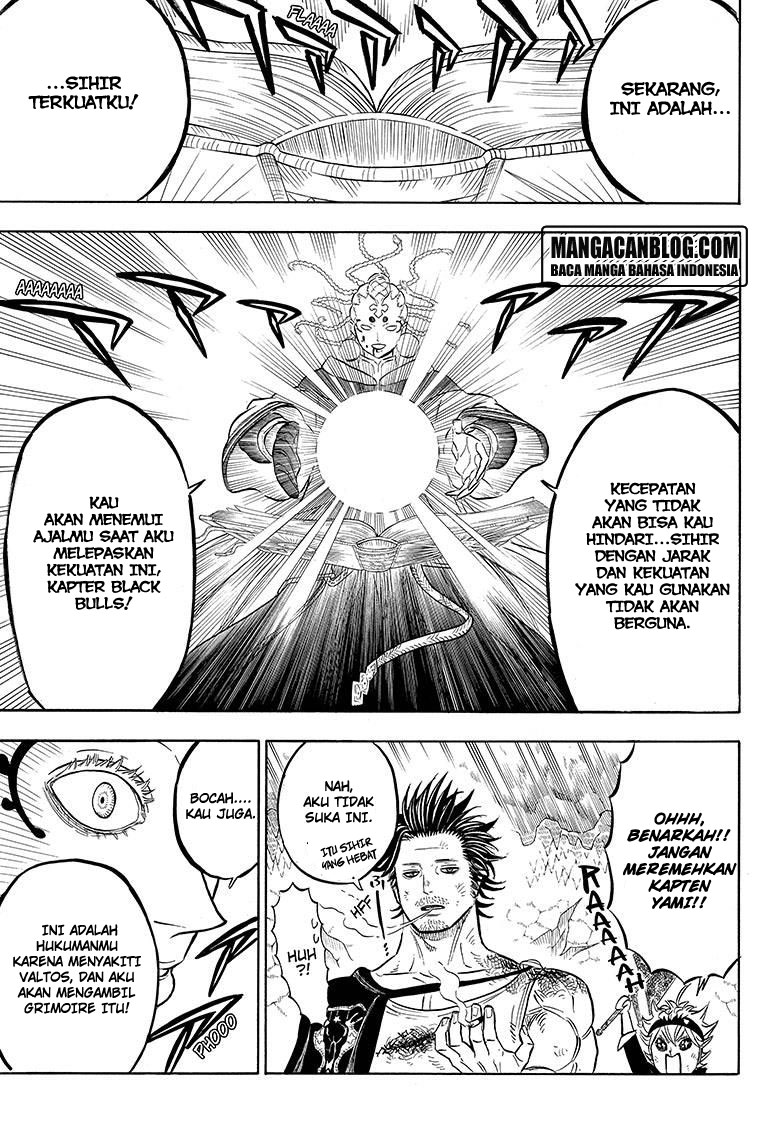 FLAAAA
SEKARANG,
INI ADALAH...
...SIHIR
TERKUATKU!
MANGACANBLOG.COM
BACA MANGA BAHASA INDONESIA
AAAAAAAA
KECEPATAN
YANG TIDAK
AKAN BISA KAU
HINDARI...SIHIR
DENGAN JARAK
DAN KEKUATAN
YANG KAU GUNAKAN
TIDAK AKAN
BERGUNA.
KAU
AKAN MENEMUI
AJALMU SAAT AKU
MELEPASKAN
KEKUATAN INI,
KAPTER BLACK
BULLS!
OHHH,
BENARKAH!!
JANGAN
MEREMEHKAN
KAPTEN
YAMI!!
RAAAAAH
NAH,
AKU TIDAK
SUKA INI.
ITU SIHIR
YANG HEBAT
HFF
HUH
?!
BOCAH....
KAU JUGA.
INI ADALAH
HUKUMANMU
KARENA MENYAKITI
VALTOS, DAN AKU
AKAN MENGAMBIL
GRIMOIRE ITU!
PHOOO